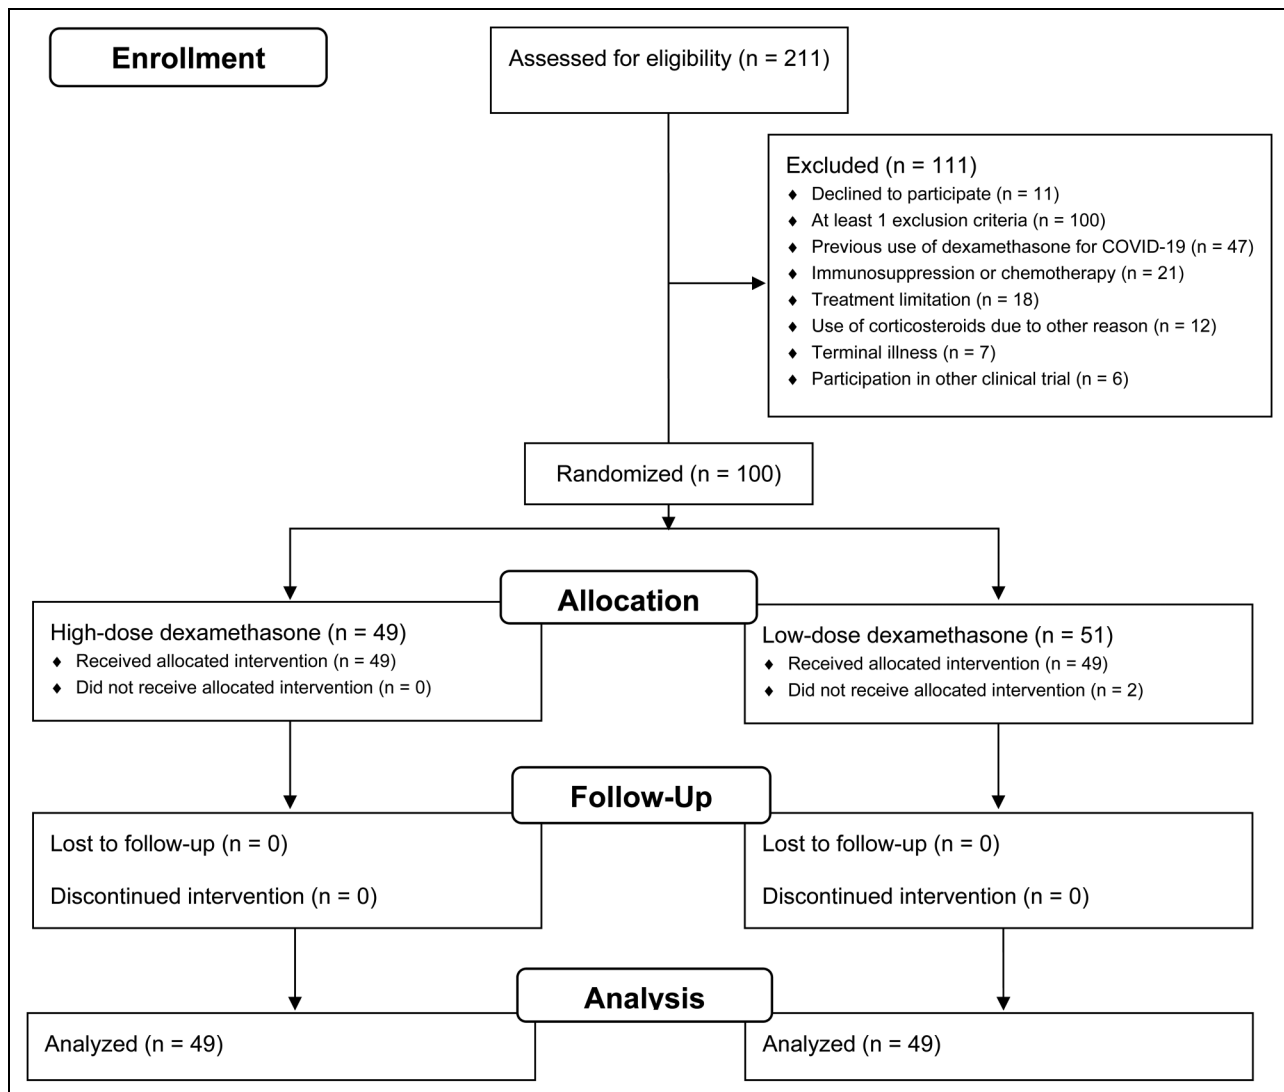 Enrollment
Assessed for eligibility (n = 211)
Excluded (n = 111)
♦ Declined to participate (n = 11)
♦ At least 1 exclusion criteria (n = 100)
♦ Previous use of dexamethasone for COVID-19 (n = 47)
♦ Immunosuppression or chemotherapy (n = 21)
♦ Treatment limitation (n = 18)
♦ Use of corticosteroids due to other reason (n = 12)
♦ Terminal illness (n = 7)
♦ Participation in other clinical trial (n = 6)
Randomized (n = 100)
Allocation
High-dose dexamethasone (n = 49)
♦ Received allocated intervention (n = 49)
♦ Did not receive allocated intervention (n = 0)
Low-dose dexamethasone (n = 51)
♦ Received allocated intervention (n = 49)
♦ Did not receive allocated intervention (n = 2)
Follow-Up
Lost to follow-up (n = 0)
Discontinued intervention (n = 0)
Lost to follow-up (n = 0)
Discontinued intervention (n = 0)
Analysis
Analyzed (n = 49)
Analyzed (n = 49)